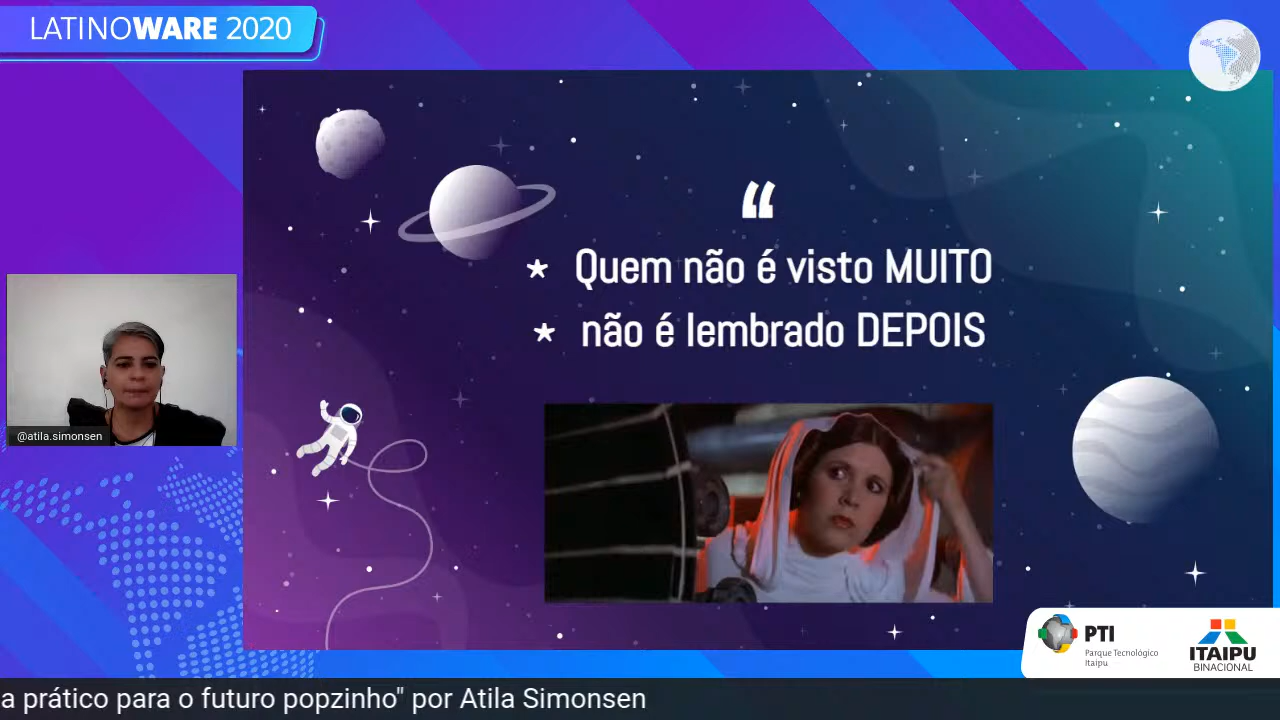 LATINOWARE 2020
“
* Quem não é visto MUITO
* não é lembrado DEPOIS
@atila.simonsen
PTI
Parque Tecnológico
Itaipu
ITAIPU
BINACIONAL
a prático para o futuro popzinho" por Atila Simonsen